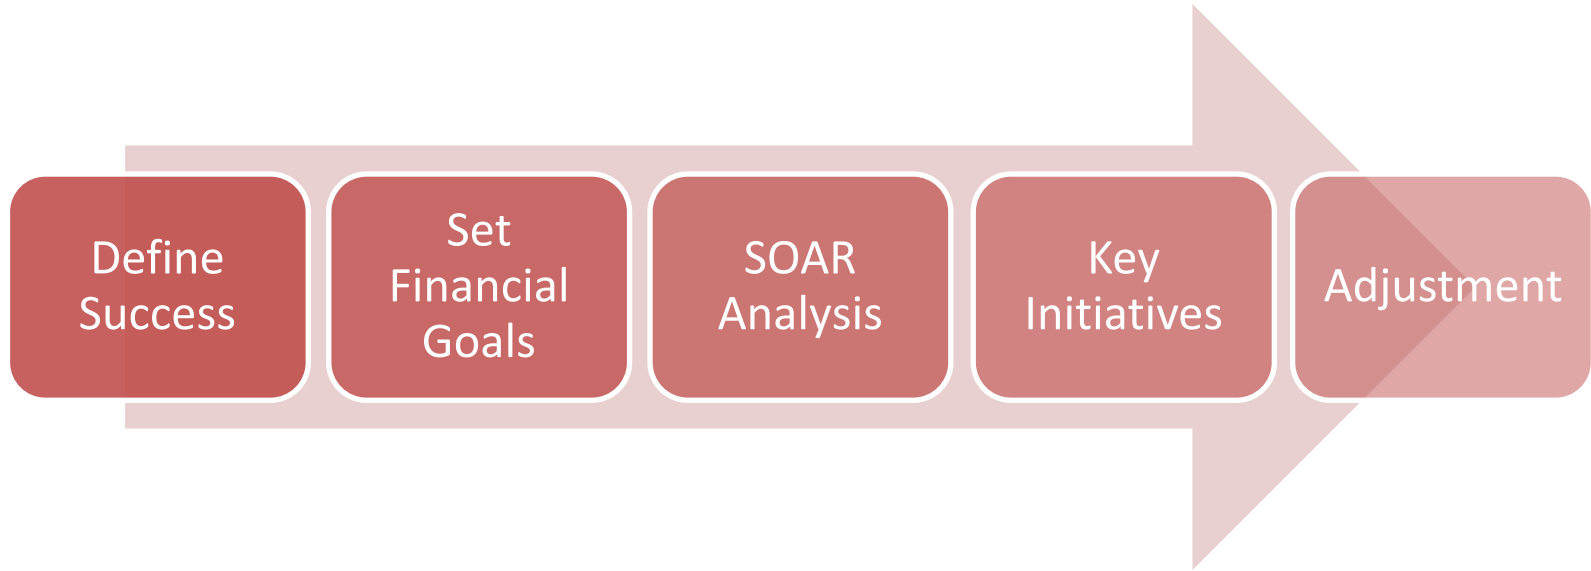 Define
Success
Set
Financial
Goals
SOAR
Analysis
Key
Initiatives
Adjustment